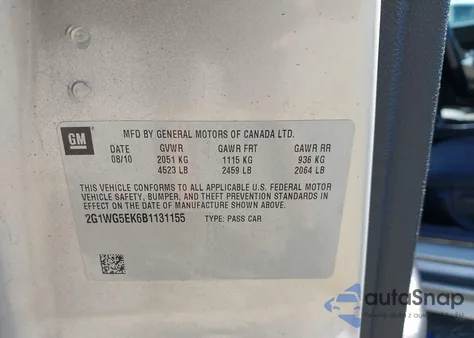 GM
MFD BY GENERAL MOTORS OF CANADA LTD.
DATE GVWR GAWR FRT GAWR RR
08/10 2051 KG 1115 KG 936 KG
4523 LB 2459 LB 2064 LB
THIS VEHICLE CONFORMS TO ALL APPLICABLE U.S. FEDERAL MOTOR
VEHICLE SAFETY, BUMPER, AND THEFT PREVENTION STANDARDS
IN EFFECT ON THE DATE OF MANUFACTURE SHOWN ABOVE.
2G1WG5EK6B1131155 TYPE: PASS CAR
autoSnap